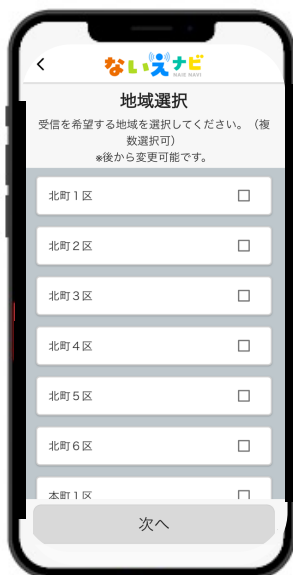 ないえナビ
NAIE NAVI
地域選択
受信を希望する地域を選択してください。（複
数選択可）
※後から変更可能です。
北町１区
北町２区
北町３区
北町４区
北町５区
北町６区
本町１区
次へ